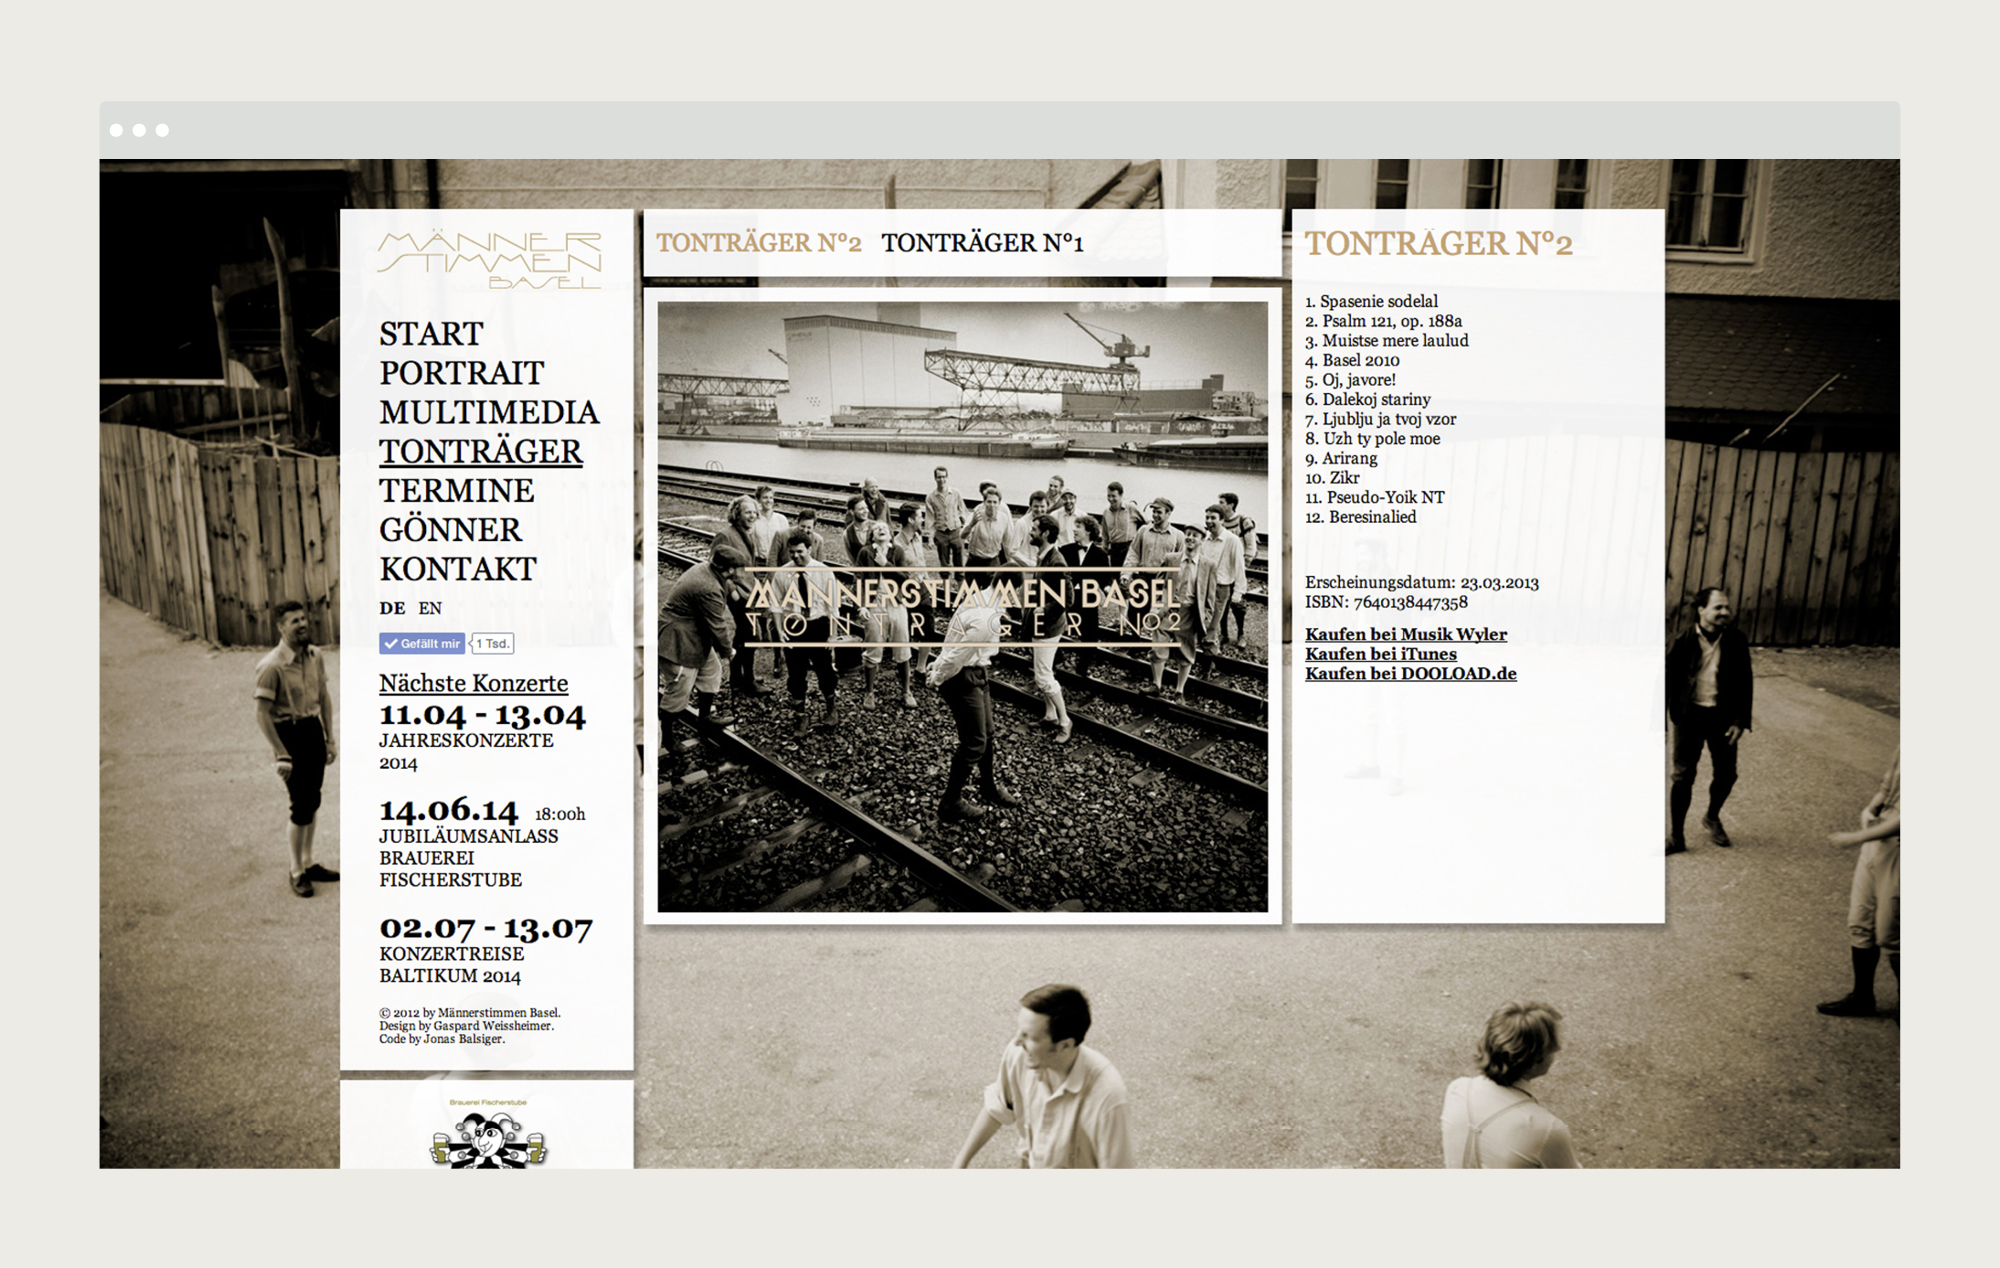 MÄNNER
STIMMEN
BASEL
START
PORTRAIT
MULTIMEDIA
TONTRÄGER
TERMINE
GÖNNER
KONTAKT
DE EN
Gefällt mir 1 Tsd.
Nächste Konzerte
11.04 - 13.04
JAHRESKONZERTE
2014
14.06.14 18:00h
JUBILÄUMSANLASS
BRAUEREI
FISCHERSTUBE
02.07 - 13.07
KONZERTREISE
BALTIKUM 2014
© 2012 by Männerstimmen Basel.
Design by Gaspard Weissheimer.
Code by Jonas Balsiger.
Brauerei Fischerstube
TONTRÄGER Nº2 TONTRÄGER Nº1
MÄNNERSTIMMEN BASEL
TONTRÄGER Nº2
TONTRÄGER Nº2
1. Spasenie sodelal
2. Psalm 121, op. 188a
3. Muistse mere laulud
4. Basel 2010
5. Oj, javore!
6. Dalekoj stariny
7. Ljublju ja tvoj vzor
8. Uzh ty pole moe
9. Arirang
10. Zikr
11. Pseudo-Yoik NT
12. Beresinalied
Erscheinungsdatum: 23.03.2013
ISBN: 7640138447358
Kaufen bei Musik Wyler
Kaufen bei iTunes
Kaufen bei DOOLOAD.de